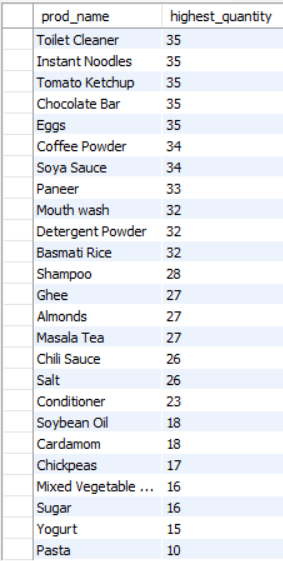 prod_name highest_quantity
Toilet Cleaner 35
Instant Noodles 35
Tomato Ketchup 35
Chocolate Bar 35
Eggs 35
Coffee Powder 34
Soya Sauce 34
Paneer 33
Mouth wash 32
Detergent Powder 32
Basmati Rice 32
Shampoo 28
Ghee 27
Almonds 27
Masala Tea 27
Chili Sauce 26
Salt 26
Conditioner 23
Soybean Oil 18
Cardamom 18
Chickpeas 17
Mixed Vegetable ... 16
Sugar 16
Yogurt 15
Pasta 10